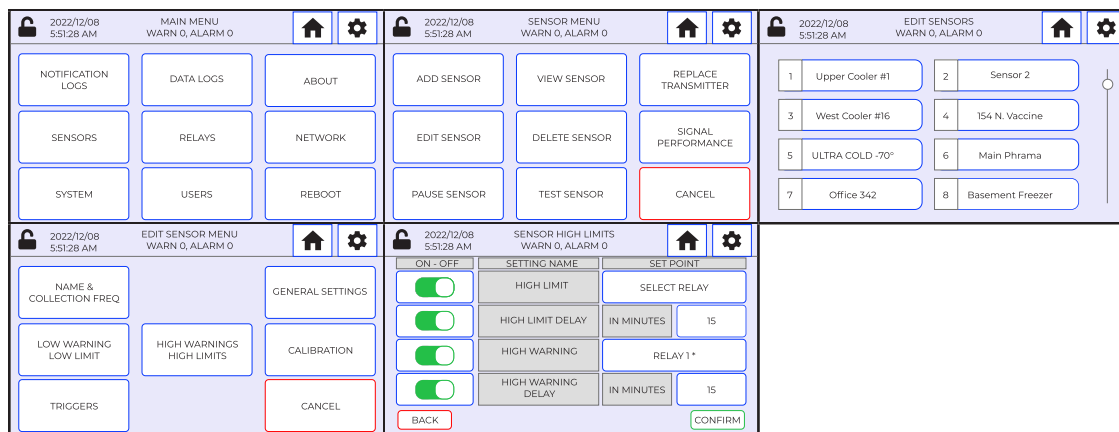 2022/12/08
5:51:28 AM
MAIN MENU
WARN 0, ALARM 0
NOTIFICATION
LOGS
DATA LOGS
ABOUT
SENSORS
RELAYS
NETWORK
SYSTEM
USERS
REBOOT
2022/12/08
5:51:28 AM
SENSOR MENU
WARN 0, ALARM 0
ADD SENSOR
VIEW SENSOR
REPLACE
TRANSMITTER
EDIT SENSOR
DELETE SENSOR
SIGNAL
PERFORMANCE
PAUSE SENSOR
TEST SENSOR
CANCEL
2022/12/08
5:51:28 AM
EDIT SENSORS
WARN 0, ALARM 0
1 Upper Cooler #1
2 Sensor 2
3 West Cooler #16
4 154 N. Vaccine
5 ULTRA COLD -70°
6 Main Phrama
7 Office 342
8 Basement Freezer
2022/12/08
5:51:28 AM
EDIT SENSOR MENU
WARN 0, ALARM 0
NAME &
COLLECTION FREQ
GENERAL SETTINGS
LOW WARNING
LOW LIMIT
HIGH WARNINGS
HIGH LIMITS
CALIBRATION
TRIGGERS
CANCEL
2022/12/08
5:51:28 AM
SENSOR HIGH LIMITS
WARN 0, ALARM 0
ON - OFF SETTING NAME SET POINT
HIGH LIMIT SELECT RELAY
HIGH LIMIT DELAY IN MINUTES 15
HIGH WARNING RELAY 1 *
HIGH WARNING
DELAY
IN MINUTES 15
BACK CONFIRM